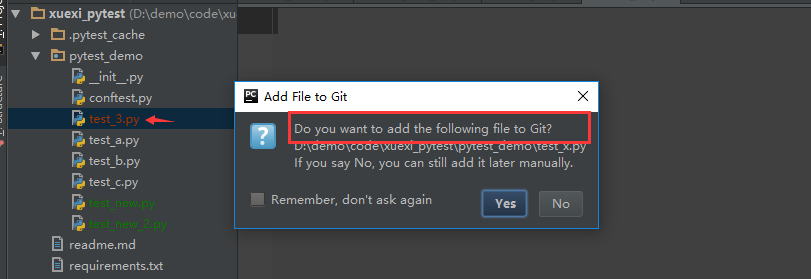 xuexi_pytest (D:\demo\code\xue
.pytest_cache
pytest_demo
__init__.py
conftest.py
test_3.py
test_a.py
test_b.py
test_c.py
test_new.py
test_new_2.py
readme.md
requirements.txt
PC
Add File to Git
Do you want to add the following file to Git?
D:\demo\code\xuexi_pytest\pytest_demo\test_x.py
If you say No, you can still add it later manually.
Remember, don't ask again
Yes
No